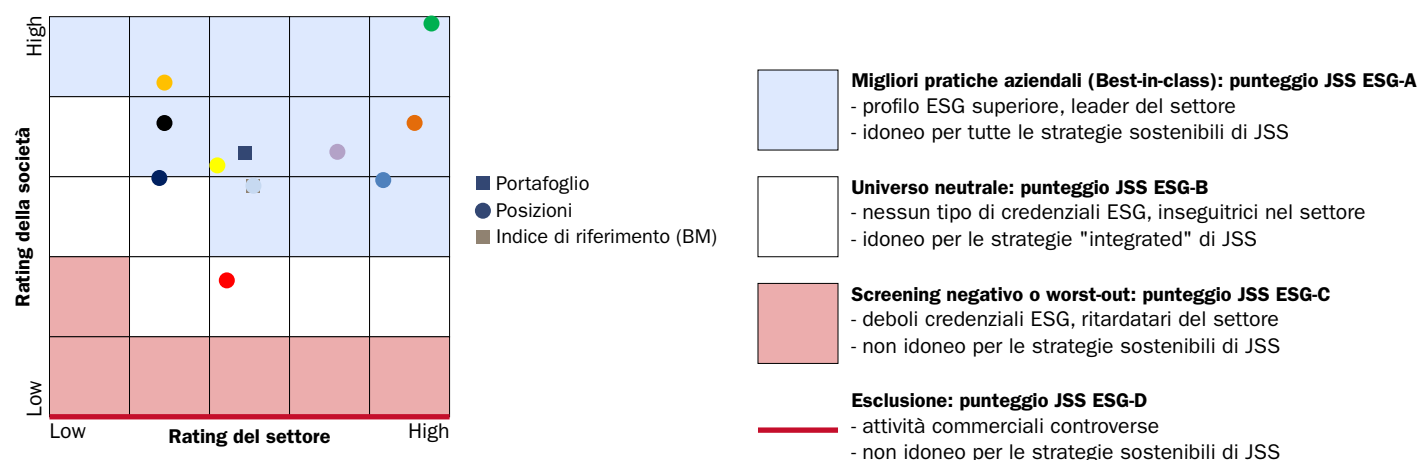 High
Rating della società
Low
Low
Rating del settore
High
Portafoglio
Posizioni
Indice di riferimento (BM)
Migliori pratiche aziendali (Best-in-class): punteggio JSS ESG-A
- profilo ESG superiore, leader del settore
- idoneo per tutte le strategie sostenibili di JSS
Universo neutrale: punteggio JSS ESG-B
- nessun tipo di credenziali ESG, inseguitrici nel settore
- idoneo per le strategie "integrated" di JSS
Screening negativo o worst-out: punteggio JSS ESG-C
- deboli credenziali ESG, ritardatari del settore
- non idoneo per le strategie sostenibili di JSS
Esclusione: punteggio JSS ESG-D
- attività commerciali controverse
- non idoneo per le strategie sostenibili di JSS